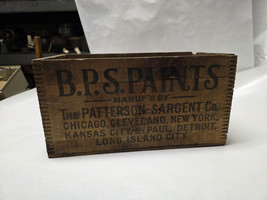 B.P.S. PAINTS
MANUF'D BY
THE PATTERSON-SARGENT CO.
CHICAGO, CLEVELAND, NEW YORK,
KANSAS CITY, ST. PAUL, DETROIT,
LONG ISLAND CITY.